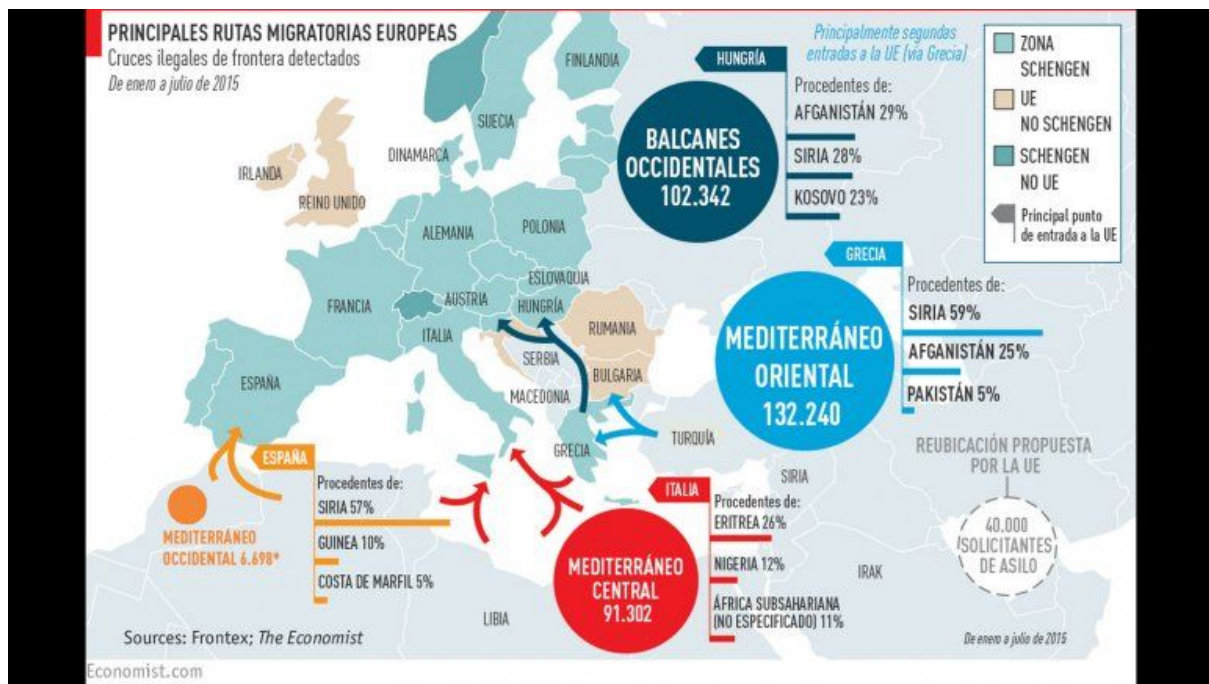 PRINCIPALES RUTAS MIGRATORIAS EUROPEAS
Cruces ilegales de frontera detectados
De enero a julio de 2015
Principalmente segundas
entradas a la UE (vía Grecia)
ZONA
SCHENGEN
UE
NO SCHENGEN
SCHENGEN
NO UE
Principal punto
de entrada a la UE
HUNGRÍA
Procedentes de:
AFGANISTÁN 29%
SIRIA 28%
KOSOVO 23%
BALCANES
OCCIDENTALES
102.342
FINLANDIA
SUECIA
DINAMARCA
IRLANDA
REINO UNIDO
POLONIA
ALEMANIA
ESLOVAQUIA
AUSTRIA
HUNGRÍA
FRANCIA
ITALIA
RUMANIA
SERBIA
BULGARIA
ESPAÑA
MACEDONIA
GRECIA
TURQUÍA
SIRIA
IRAK
LIBIA
GRECIA
Procedentes de:
SIRIA 59%
AFGANISTÁN 25%
PAKISTÁN 5%
MEDITERRÁNEO
ORIENTAL
132.240
REUBICACIÓN PROPUESTA
POR LA UE
40.000
SOLICITANTES
DE ASILO
De enero a julio de 2015
ESPAÑA
Procedentes de:
SIRIA 57%
GUINEA 10%
COSTA DE MARFIL 5%
MEDITERRÁNEO
OCCIDENTAL 6.698*
ITALIA
Procedentes de:
ERITREA 26%
NIGERIA 12%
ÁFRICA SUBSAHARIANA
(NO ESPECIFICADO) 11%
MEDITERRÁNEO
CENTRAL
91.302
Sources: Frontex; The Economist
Economist.com